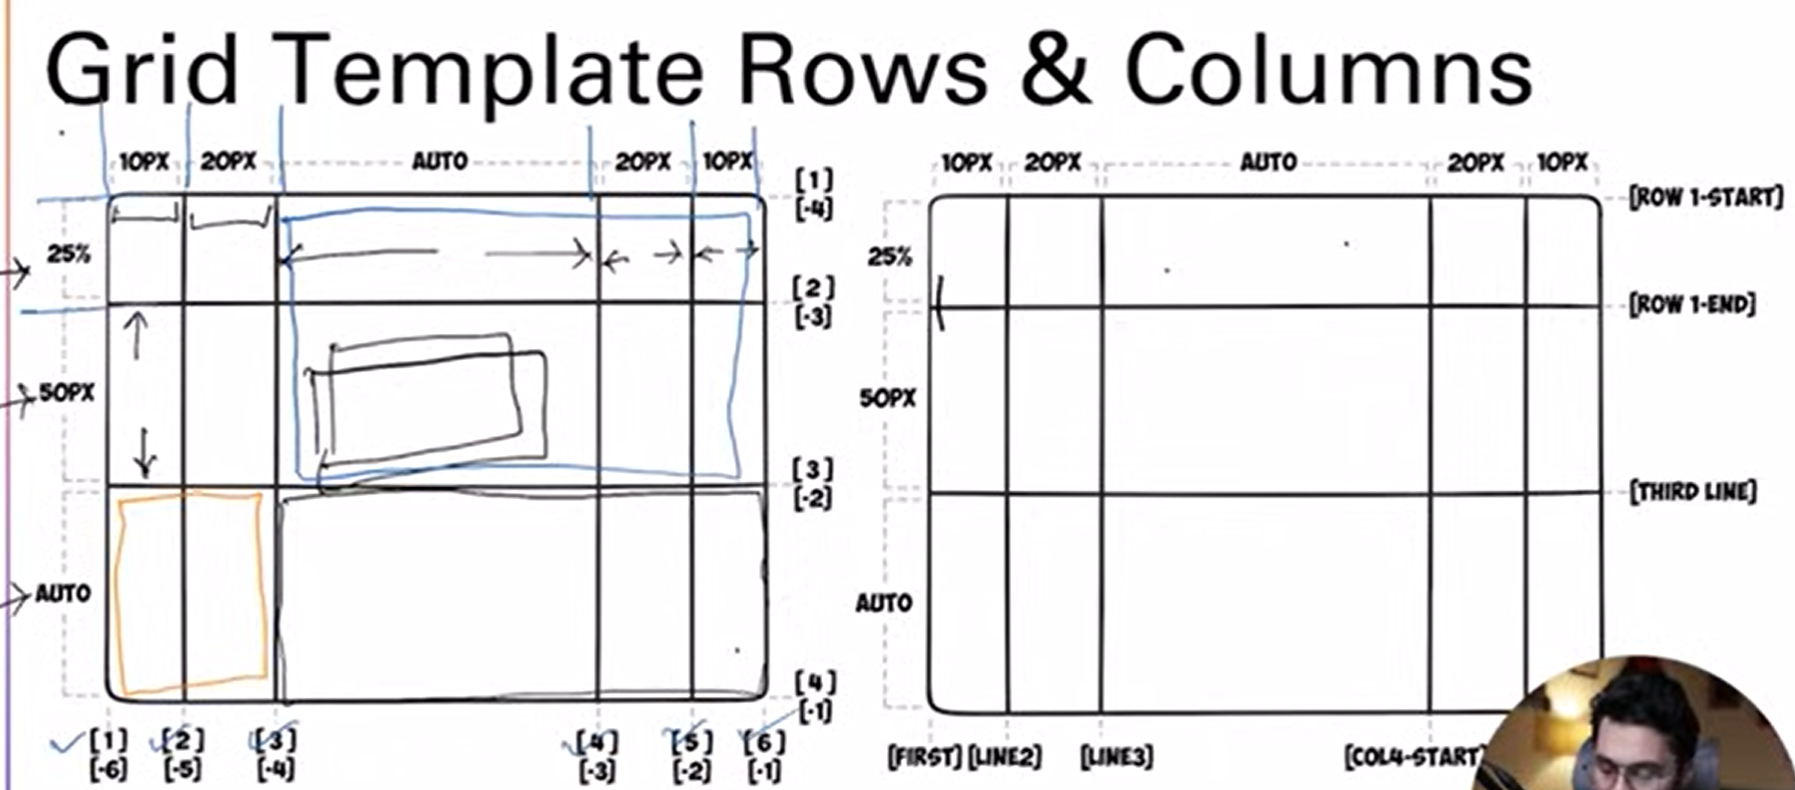 Grid Template Rows & Columns
10PX 20PX AUTO 20PX 10PX
25%
50PX
AUTO
[1]
[-4]
[2]
[-3]
[3]
[-2]
[4]
[-1]
[1] [2] [3] [4] [5] [6]
[-6] [-5] [-4] [-3] [-2] [-1]
10PX 20PX AUTO 20PX 10PX
25%
50PX
AUTO
[ROW 1-START]
[ROW 1-END]
[THIRD LINE]
[FIRST] [LINE2] [LINE3] [COL4-START]